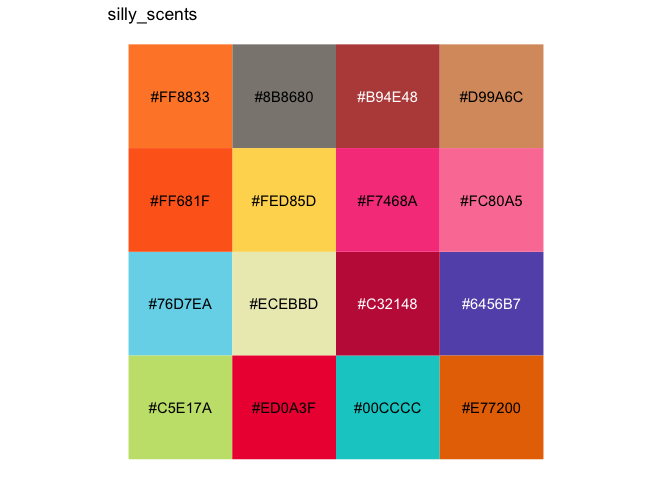 silly_scents
#FF8833 #8B8680 #B94E48 #D99A6C
#FF681F #FED85D #F7468A #FC80A5
#76D7EA #ECEBBD #C32148 #6456B7
#C5E17A #ED0A3F #00CCCC #E77200